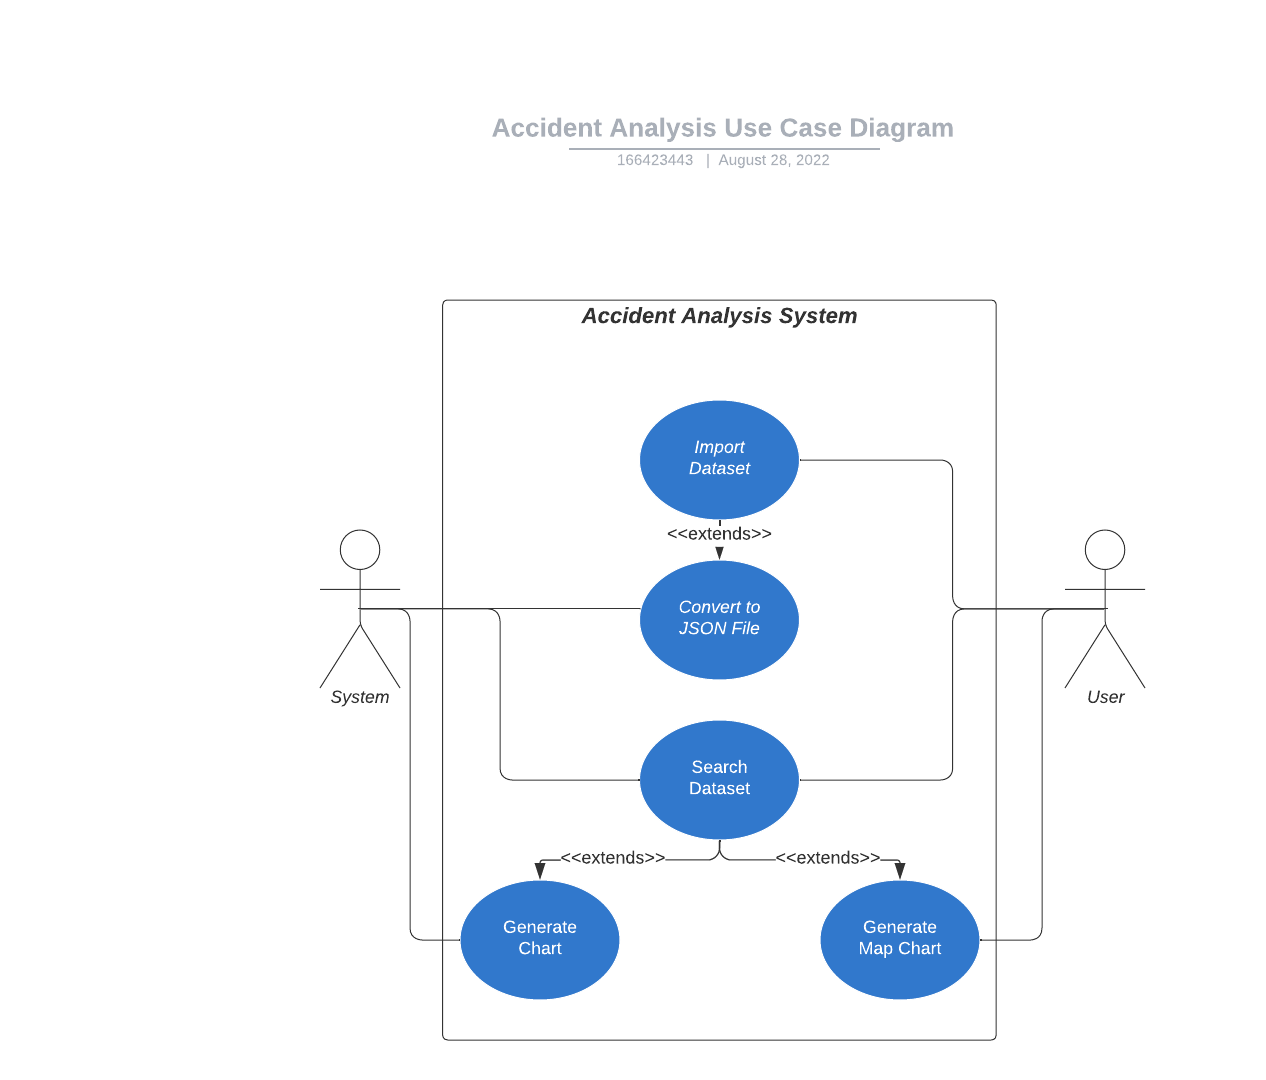 Accident Analysis Use Case Diagram
166423443 | August 28, 2022
Accident Analysis System
Import
Dataset
<<extends>>
Convert to
JSON File
System
User
Search
Dataset
<<extends>>
<<extends>>
Generate
Chart
Generate
Map Chart